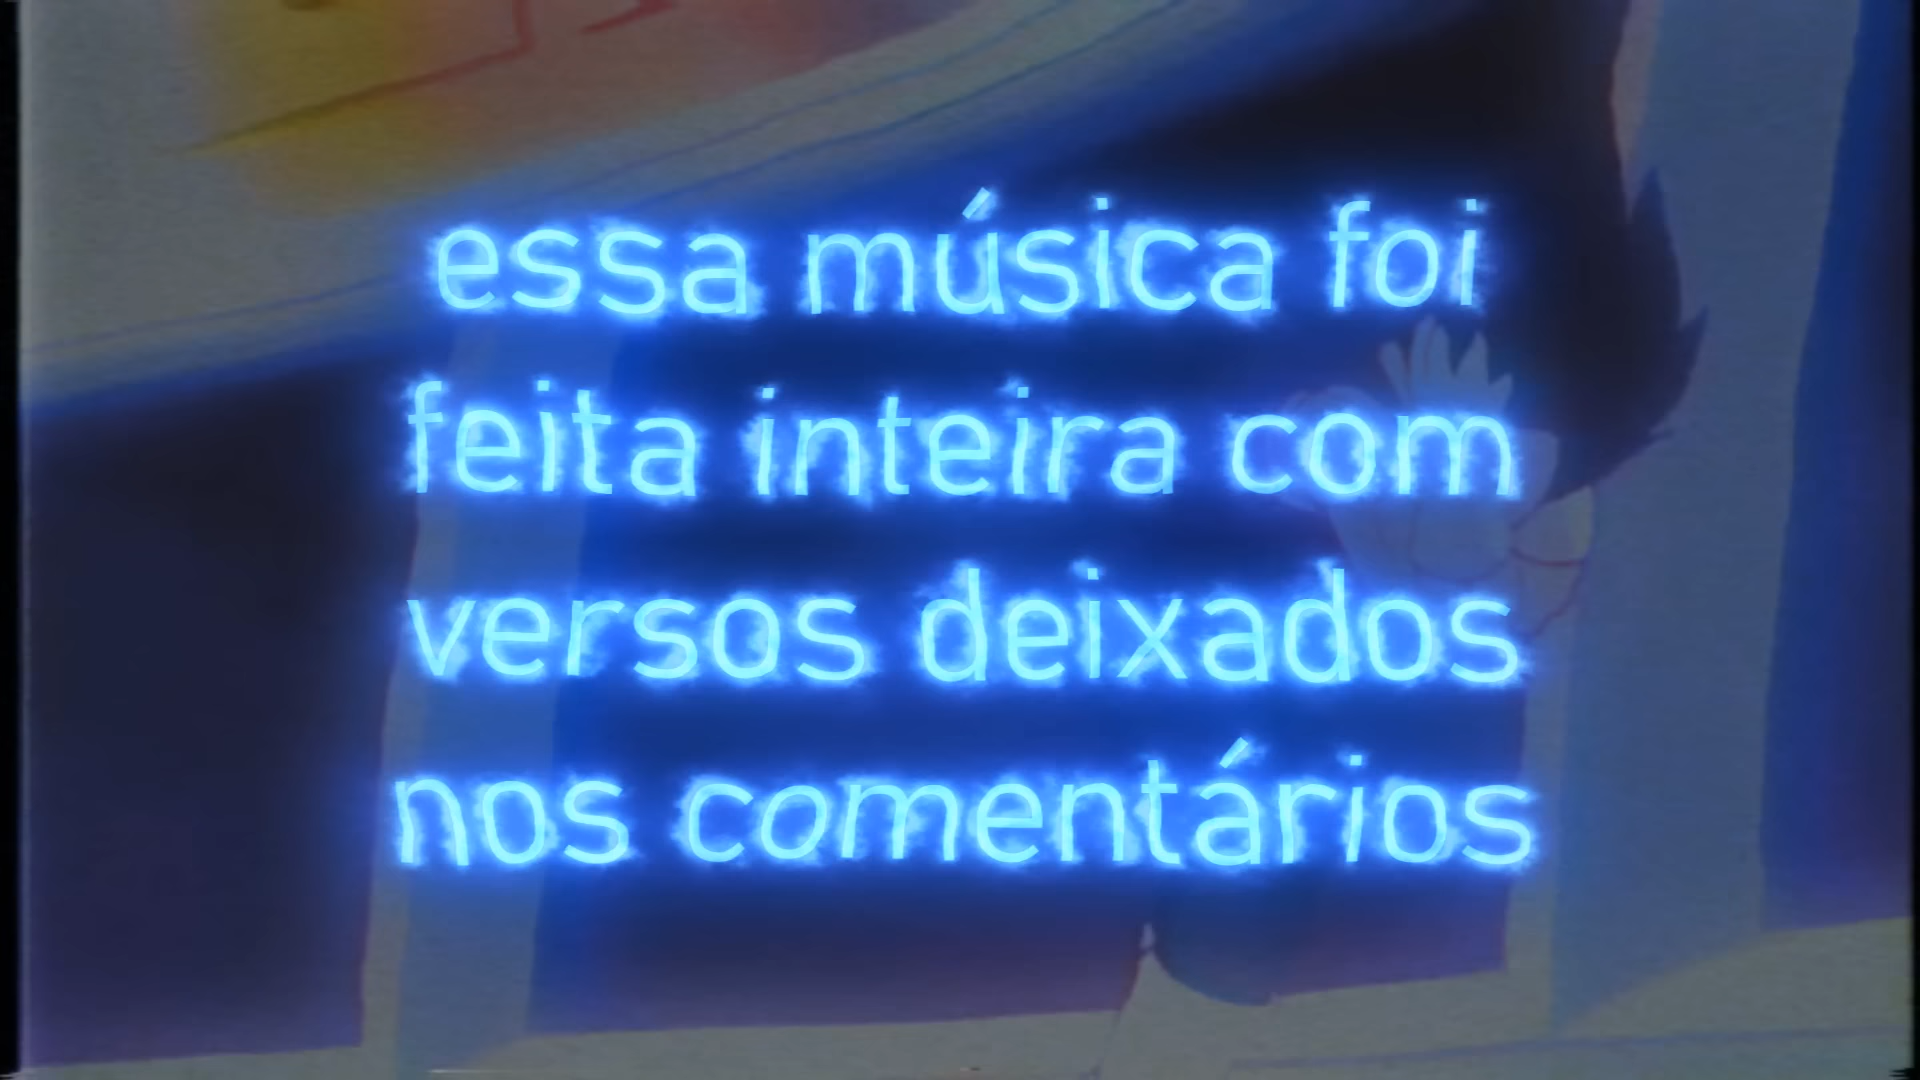 essa música foi
feita inteira com
versos deixados
nos comentários